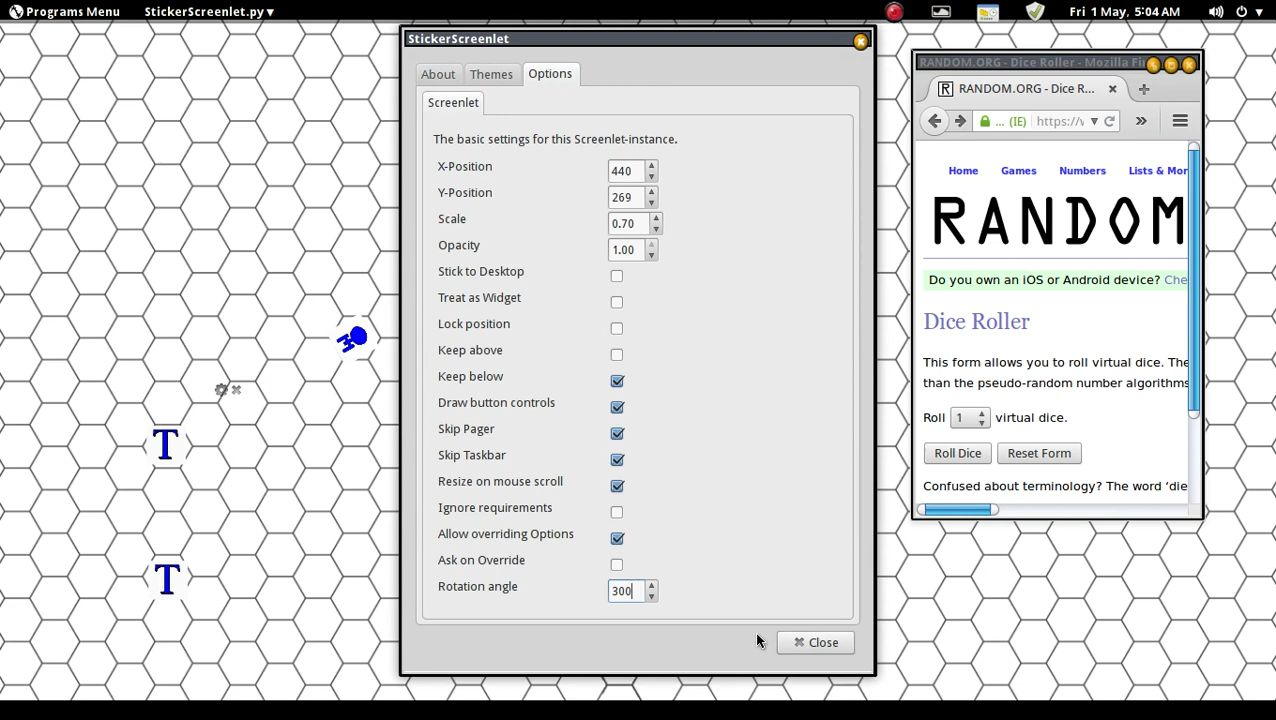 Programs Menu
StickerScreenlet.py ▾
Fri 1 May, 5:04 AM
StickerScreenlet
About
Themes
Options
Screenlet
The basic settings for this Screenlet-instance.
X-Position 440
Y-Position 269
Scale 0.70
Opacity 1.00
Stick to Desktop
Treat as Widget
Lock position
Keep above
Keep below
Draw button controls
Skip Pager
Skip Taskbar
Resize on mouse scroll
Ignore requirements
Allow overriding Options
Ask on Override
Rotation angle 300
Close
T
T
RANDOM.ORG - Dice Roller - Mozilla Fi
RANDOM.ORG - Dice R...
... (IE) https://
Home Games Numbers Lists & Mor
RANDOM
Do you own an iOS or Android device? Che
Dice Roller
This form allows you to roll virtual dice. The
than the pseudo-random number algorithms
Roll 1 virtual dice.
Roll Dice Reset Form
Confused about terminology? The word ‘die